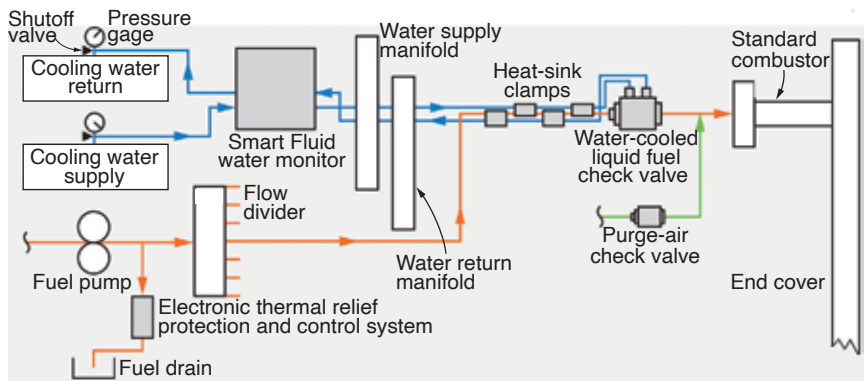 Shutoff
valve
Pressure
gage
Cooling water
return
Cooling water
supply
Smart Fluid
water monitor
Water supply
manifold
Heat-sink
clamps
Standard
combustor
Water-cooled
liquid fuel
check valve
Purge-air
check valve
Flow
divider
Fuel pump
Water return
manifold
End cover
Electronic thermal relief
protection and control system
Fuel drain